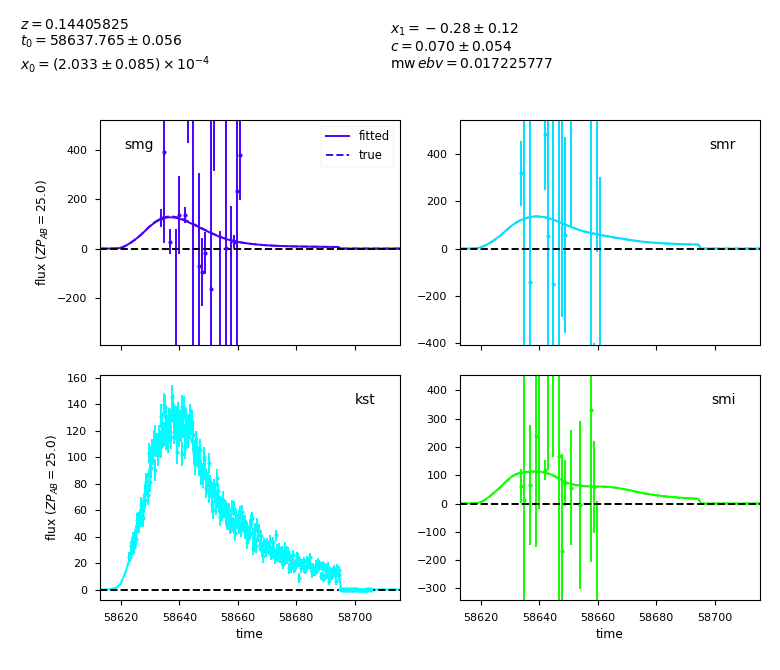 z = 0.14405825
t0 = 58637.765 ± 0.056
x0 = (2.033 ± 0.085) × 10^−4
x1 = −0.28 ± 0.12
c = 0.070 ± 0.054
mw ebv = 0.017225777
smg
fitted
true
400
200
0
−200
flux (ZP_AB = 25.0)
smr
400
200
0
−200
−400
kst
160
140
120
100
80
60
40
20
0
flux (ZP_AB = 25.0)
58620 58640 58660 58680 58700
time
smi
400
300
200
100
0
−100
−200
−300
58620 58640 58660 58680 58700
time